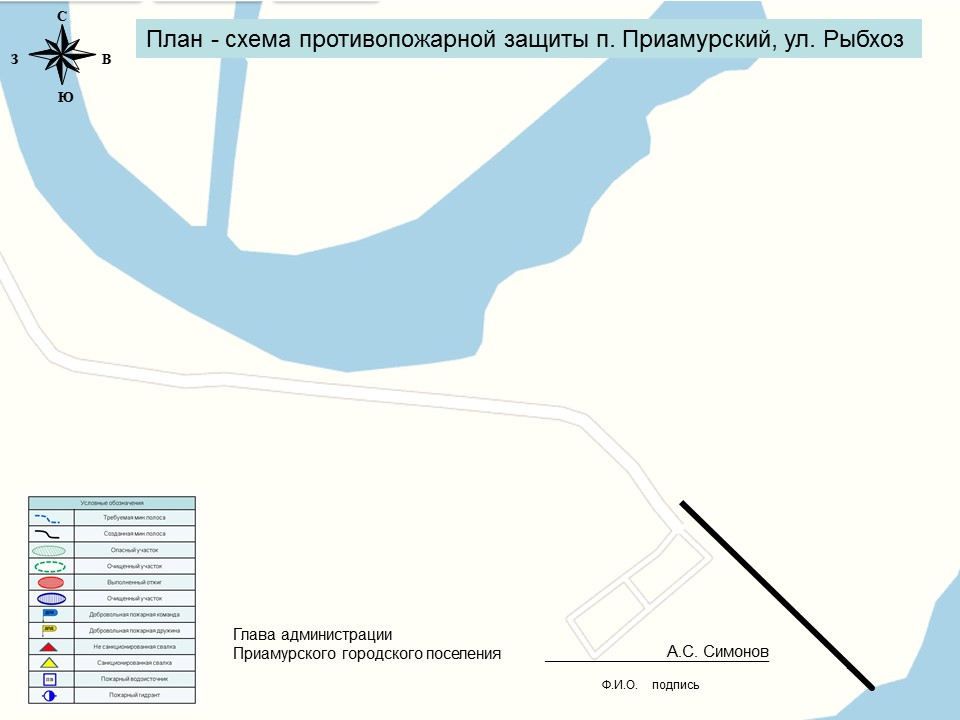 С
План - схема противопожарной защиты п. Приамурский, ул. Рыбхоз
З В
Ю
Условные обозначения
Требуемая мин полоса
Созданная мин полоса
Опасный участок
Очищенный участок
Выполненный отжиг
Очищенный участок
Добровольная пожарная команда
Добровольная пожарная дружина
Не санкционированная свалка
Санкционированная свалка
Пожарный водоисточник
Пожарный гидрант
Глава администрации
Приамурского городского поселения
А.С. Симонов
Ф.И.О. подпись